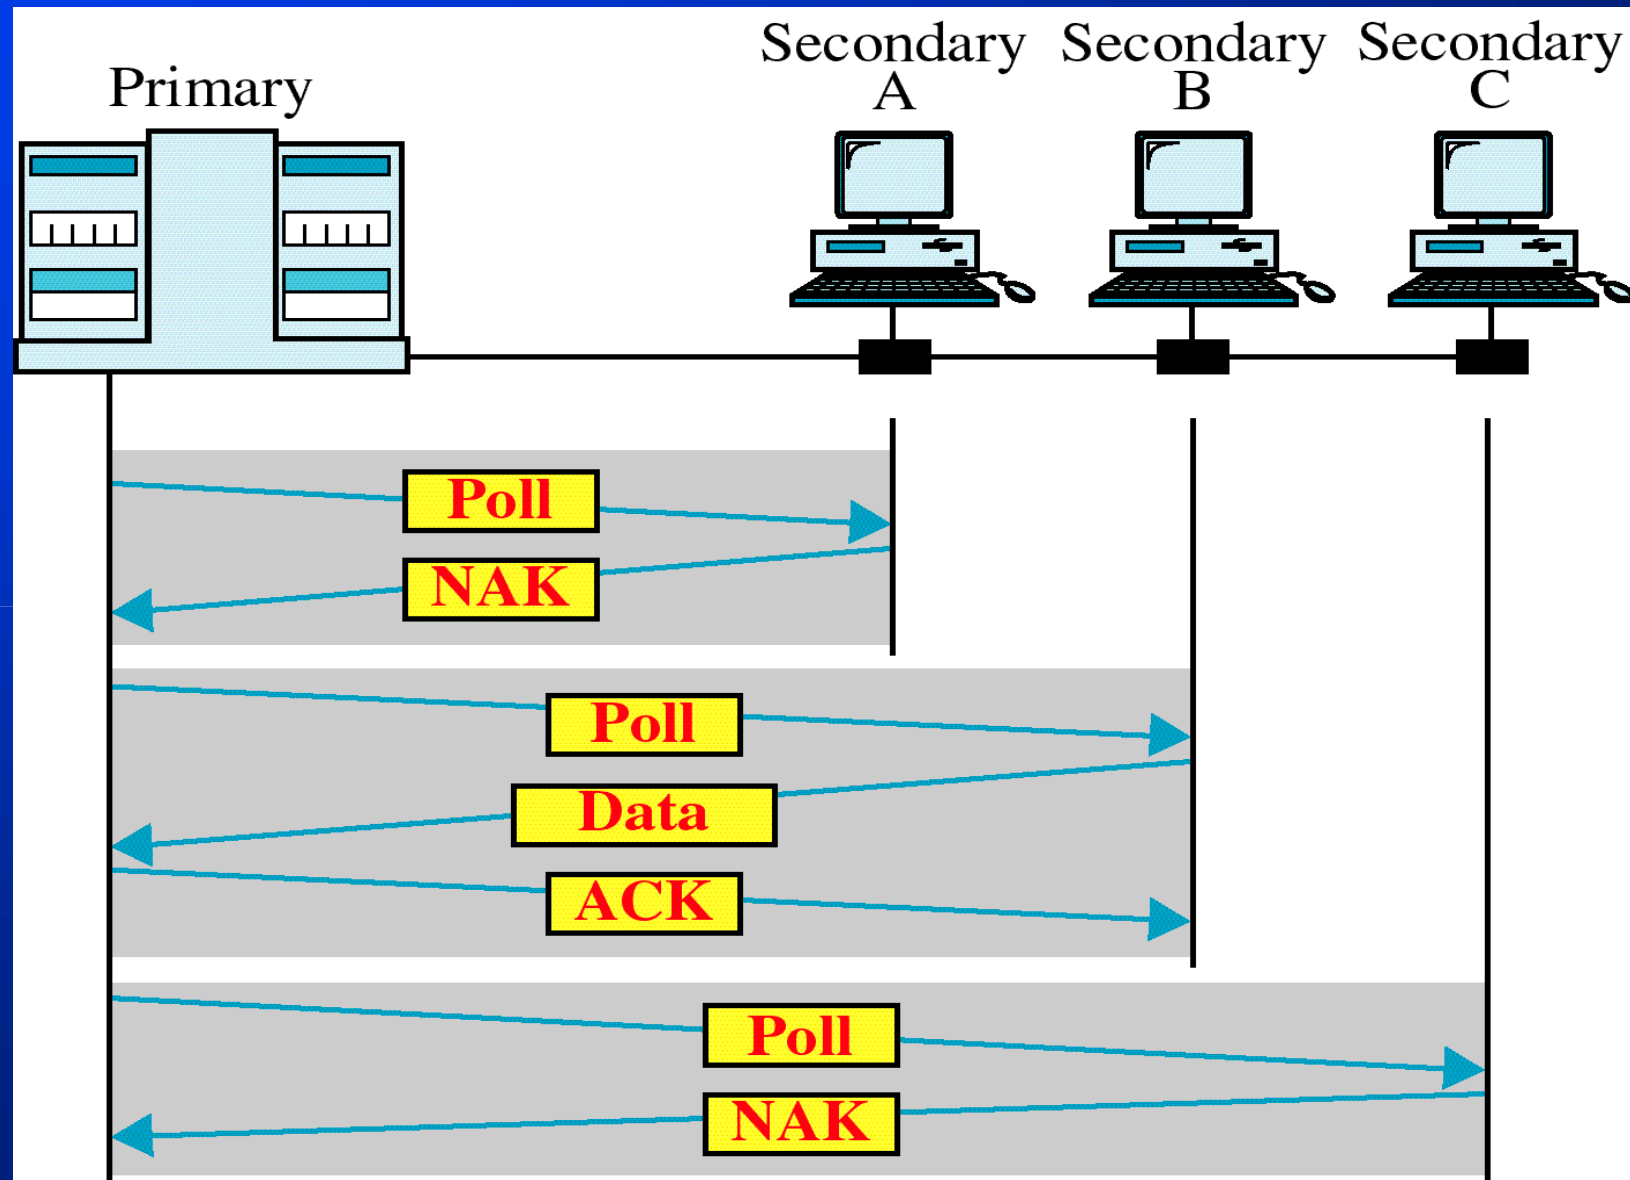 Primary
Secondary
A
Secondary
B
Secondary
C
Poll
NAK
Poll
Data
ACK
Poll
NAK